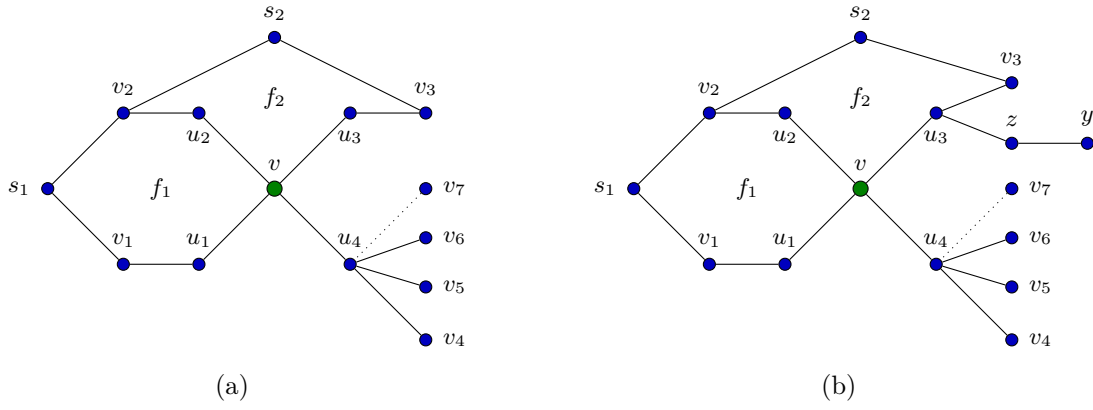 s₂
v₂ v₃
f₂
u₂ u₃
v
s₁ f₁ v₇
v₁ u₁ u₄ v₆
v₅
v₄
(a)
s₂
v₃
v₂ f₂ z y
u₂ u₃
v
s₁ f₁ v₇
v₁ u₁ u₄ v₆
v₅
v₄
(b)